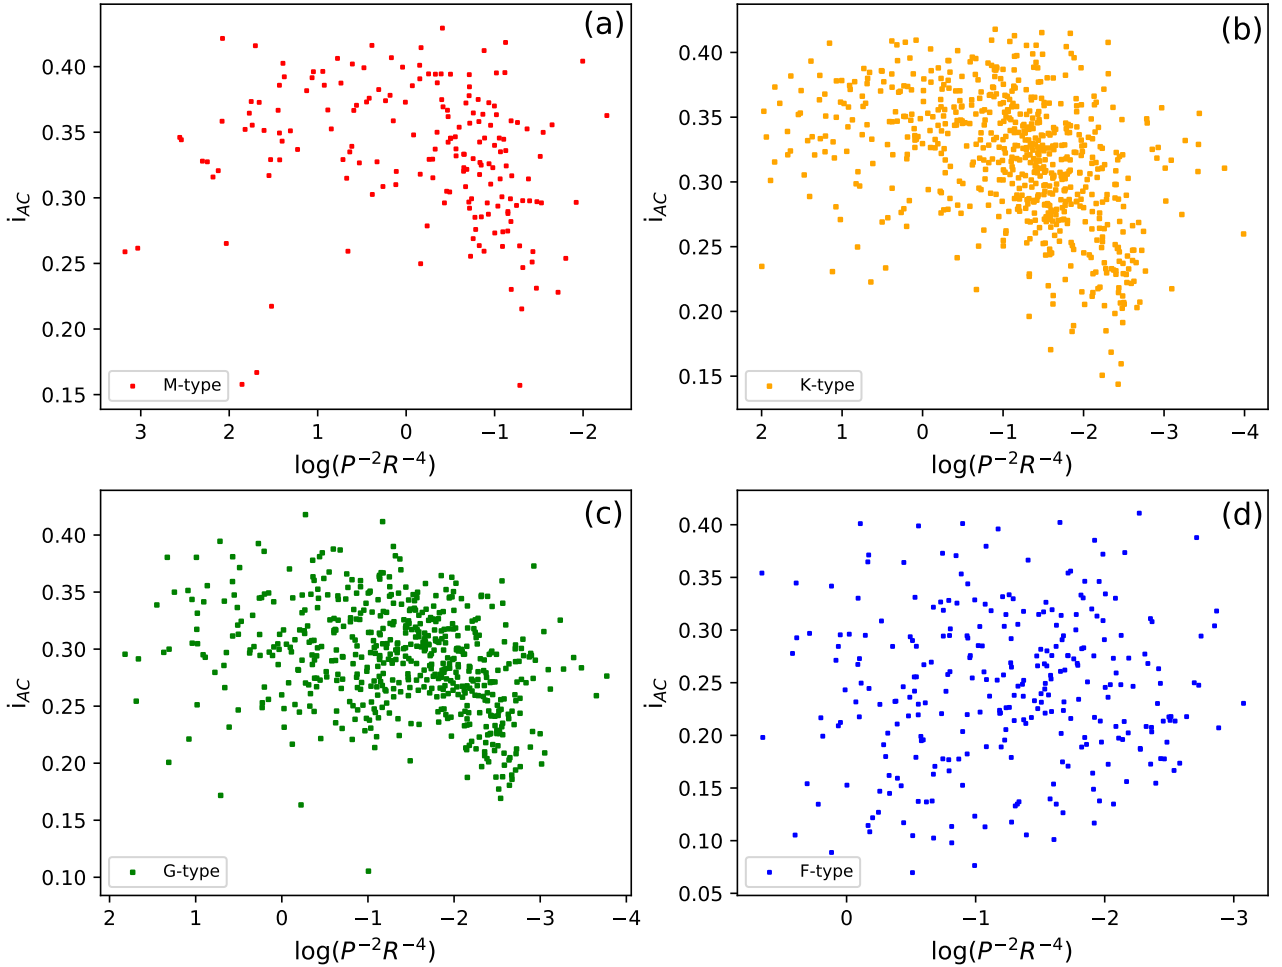 (a)
0.40
0.35
0.30
0.25
0.20
0.15
i_AC
M-type
3 2 1 0 −1 −2
log(P⁻²R⁻⁴)
(b)
0.40
0.35
0.30
0.25
0.20
0.15
i_AC
K-type
2 1 0 −1 −2 −3 −4
log(P⁻²R⁻⁴)
(c)
0.40
0.35
0.30
0.25
0.20
0.15
0.10
i_AC
G-type
2 1 0 −1 −2 −3 −4
log(P⁻²R⁻⁴)
(d)
0.40
0.35
0.30
0.25
0.20
0.15
0.10
0.05
i_AC
F-type
0 −1 −2 −3
log(P⁻²R⁻⁴)